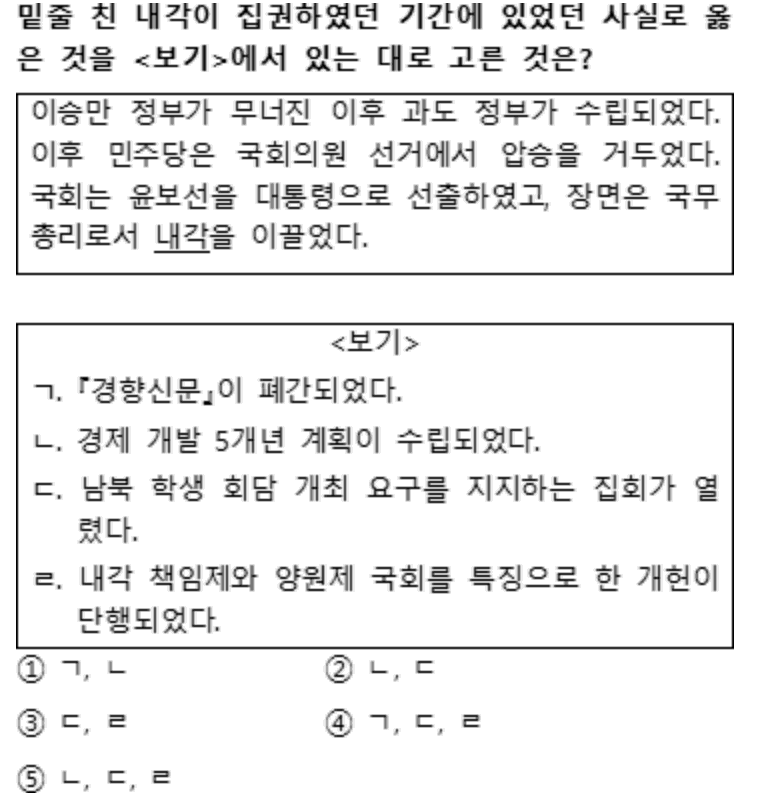 밑줄 친 내각이 집권하였던 기간에 있었던 사실로 옳
은 것을 <보기>에서 있는 대로 고른 것은?
이승만 정부가 무너진 이후 과도 정부가 수립되었다.
이후 민주당은 국회의원 선거에서 압승을 거두었다.
국회는 윤보선을 대통령으로 선출하였고, 장면은 국무
총리로서 내각을 이끌었다.
<보기>
ㄱ. 『경향신문』이 폐간되었다.
ㄴ. 경제 개발 5개년 계획이 수립되었다.
ㄷ. 남북 학생 회담 개최 요구를 지지하는 집회가 열
렸다.
ㄹ. 내각 책임제와 양원제 국회를 특징으로 한 개헌이
단행되었다.
① ㄱ, ㄴ ② ㄴ, ㄷ
③ ㄷ, ㄹ ④ ㄱ, ㄷ, ㄹ
⑤ ㄴ, ㄷ, ㄹ